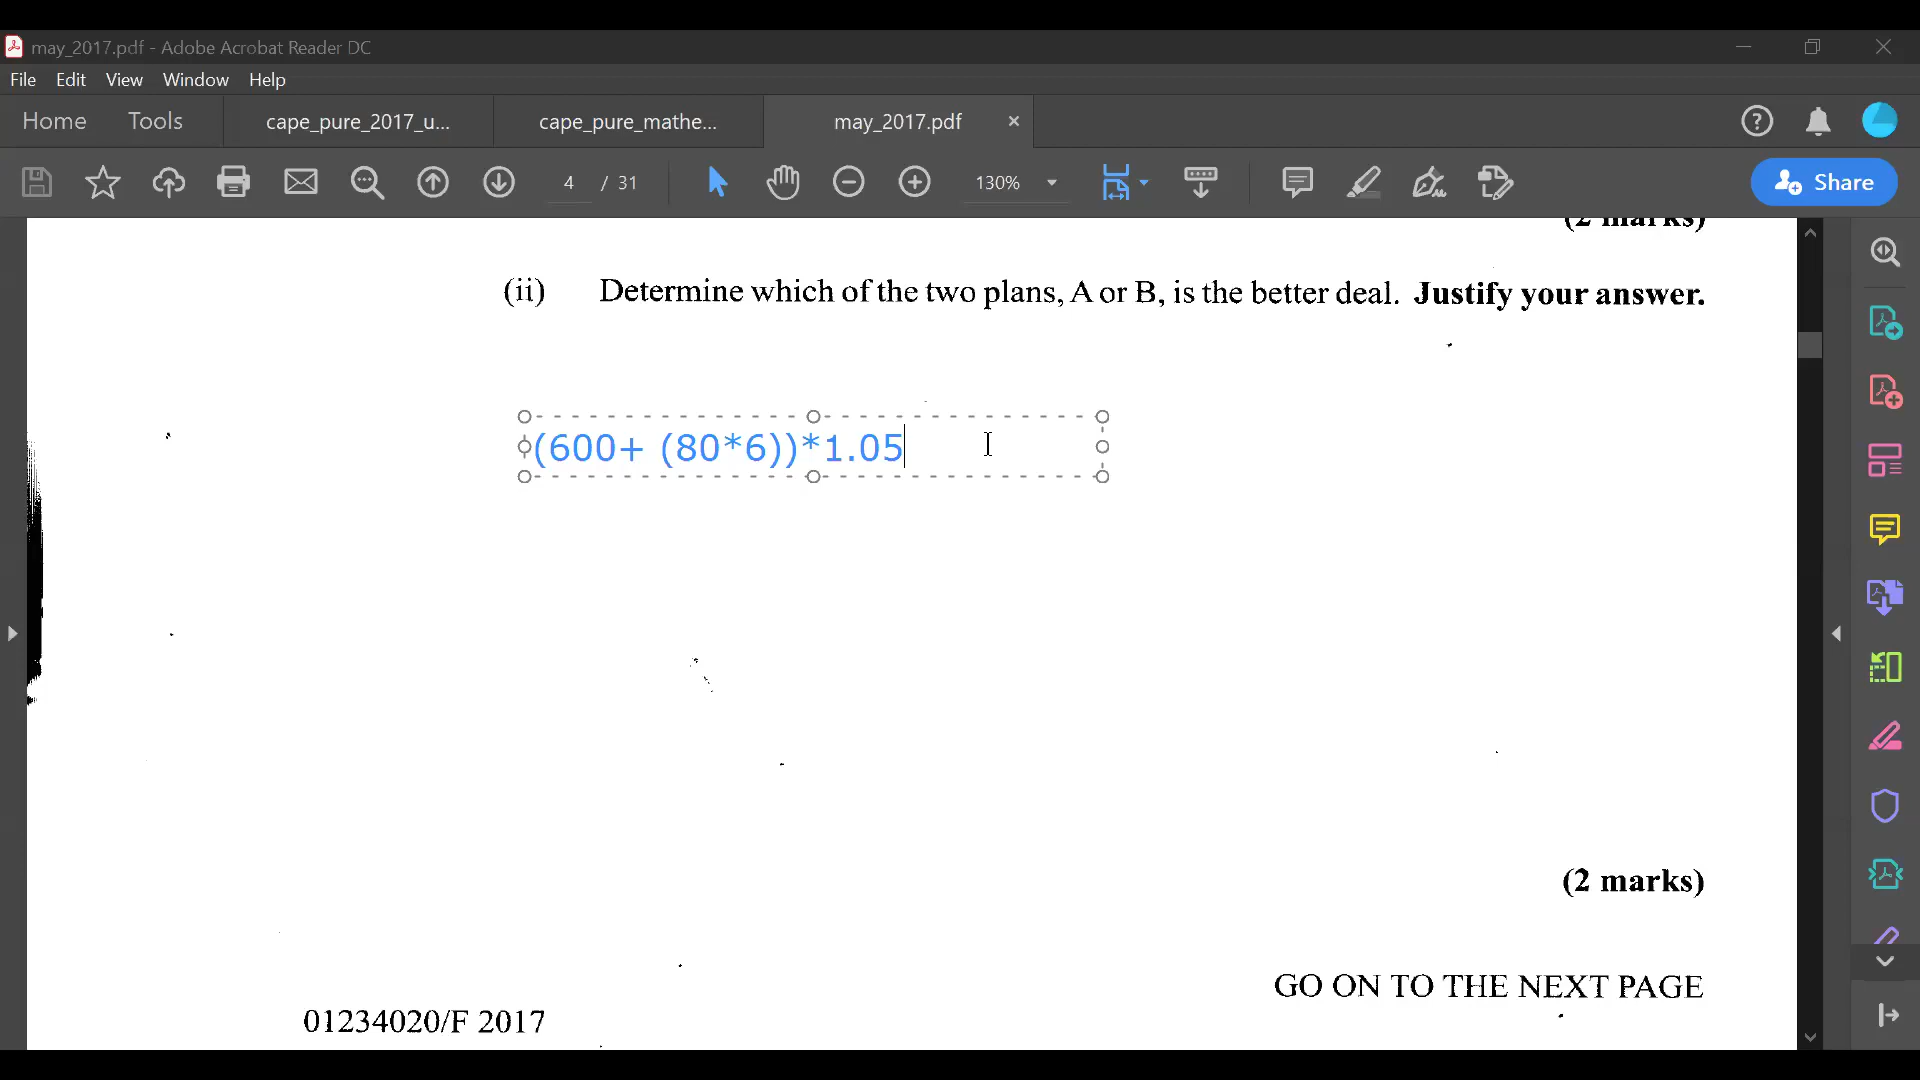 may_2017.pdf - Adobe Acrobat Reader DC
File Edit View Window Help
Home Tools cape_pure_2017_u... cape_pure_mathe... may_2017.pdf ×
4 / 31 130% Share
(2 marks)
(ii) Determine which of the two plans, A or B, is the better deal. Justify your answer.
(600+ (80*6))*1.05
(2 marks)
GO ON TO THE NEXT PAGE
01234020/F 2017